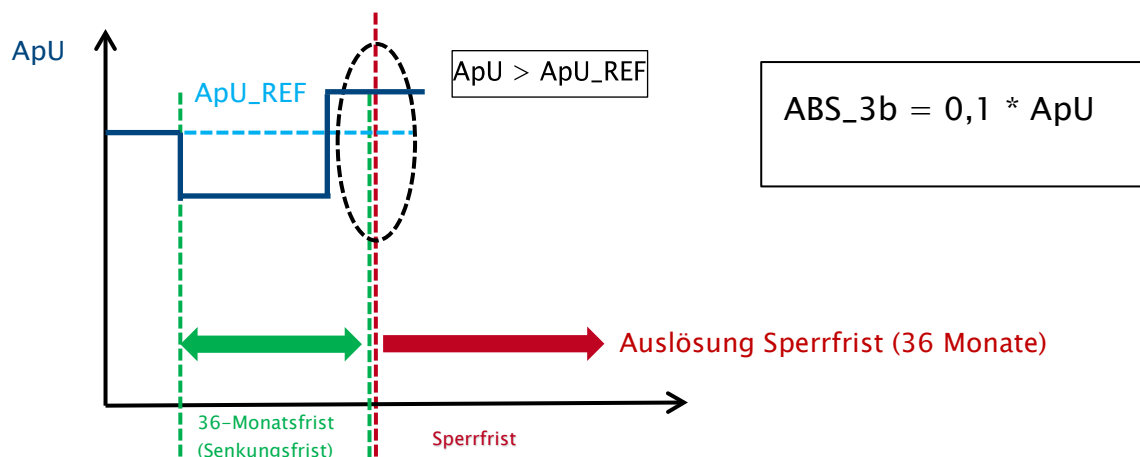 ApU
ApU_REF
ApU > ApU_REF
ABS_3b = 0,1 * ApU
Auslösung Sperrfrist (36 Monate)
36-Monatsfrist
(Senkungsfrist)
Sperrfrist